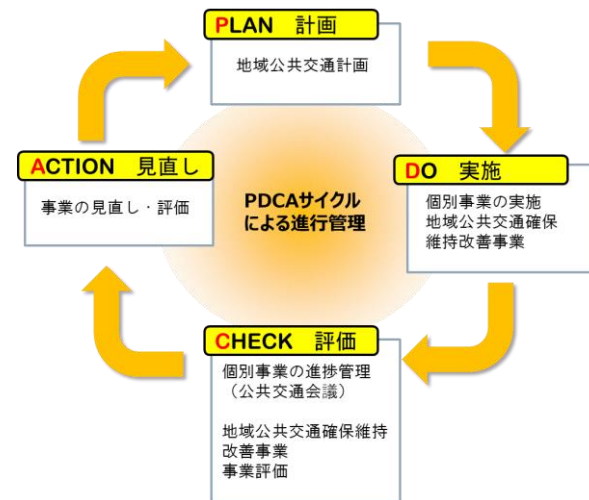 PLAN 計画
地域公共交通計画
ACTION 見直し
事業の見直し・評価
PDCAサイクル
による進行管理
DO 実施
個別事業の実施
地域公共交通確保
維持改善事業
CHECK 評価
個別事業の進捗管理
（公共交通会議）
地域公共交通確保維持
改善事業
事業評価